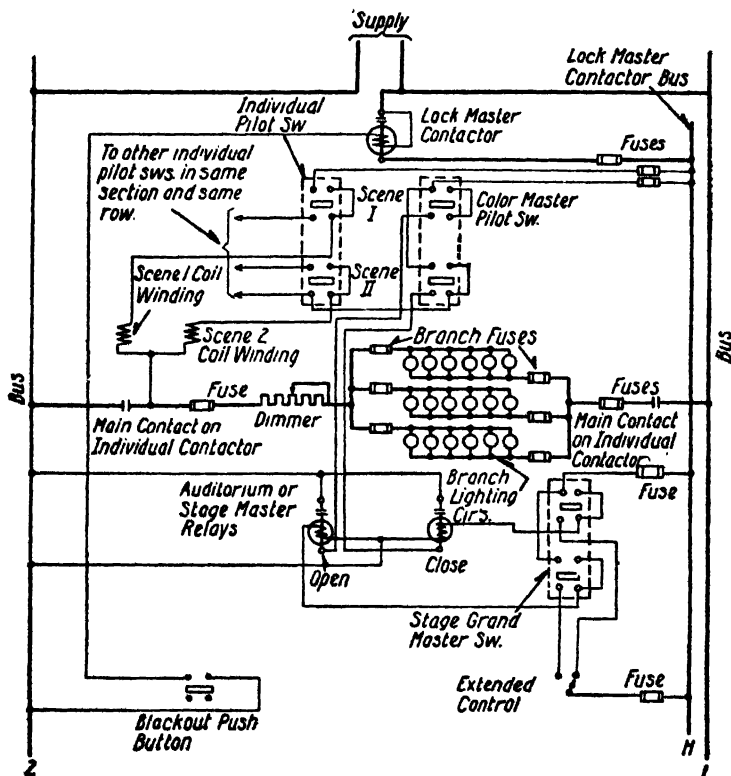 Supply
Lock Master
Contactor Bus
Individual
Pilot Sw
Lock Master
Contactor
Fuses
To other individual
pilot sws. in same
section and same
row.
Scene
I
Color Master
Pilot Sw.
Scene I Coil
Winding
Scene
II
Scene 2
Coil Winding
Branch Fuses
Bus
Bus
Fuse
Dimmer
Fuses
Main Contact on
Individual Contactor
Main Contact
on Individual
Contactor
Branch
Lighting
Cirs.
Fuse
Auditorium or
Stage Master
Relays
Open
Close
Stage Grand
Master Sw.
Extended
Control
Fuse
Blackout Push
Button
2
M
1